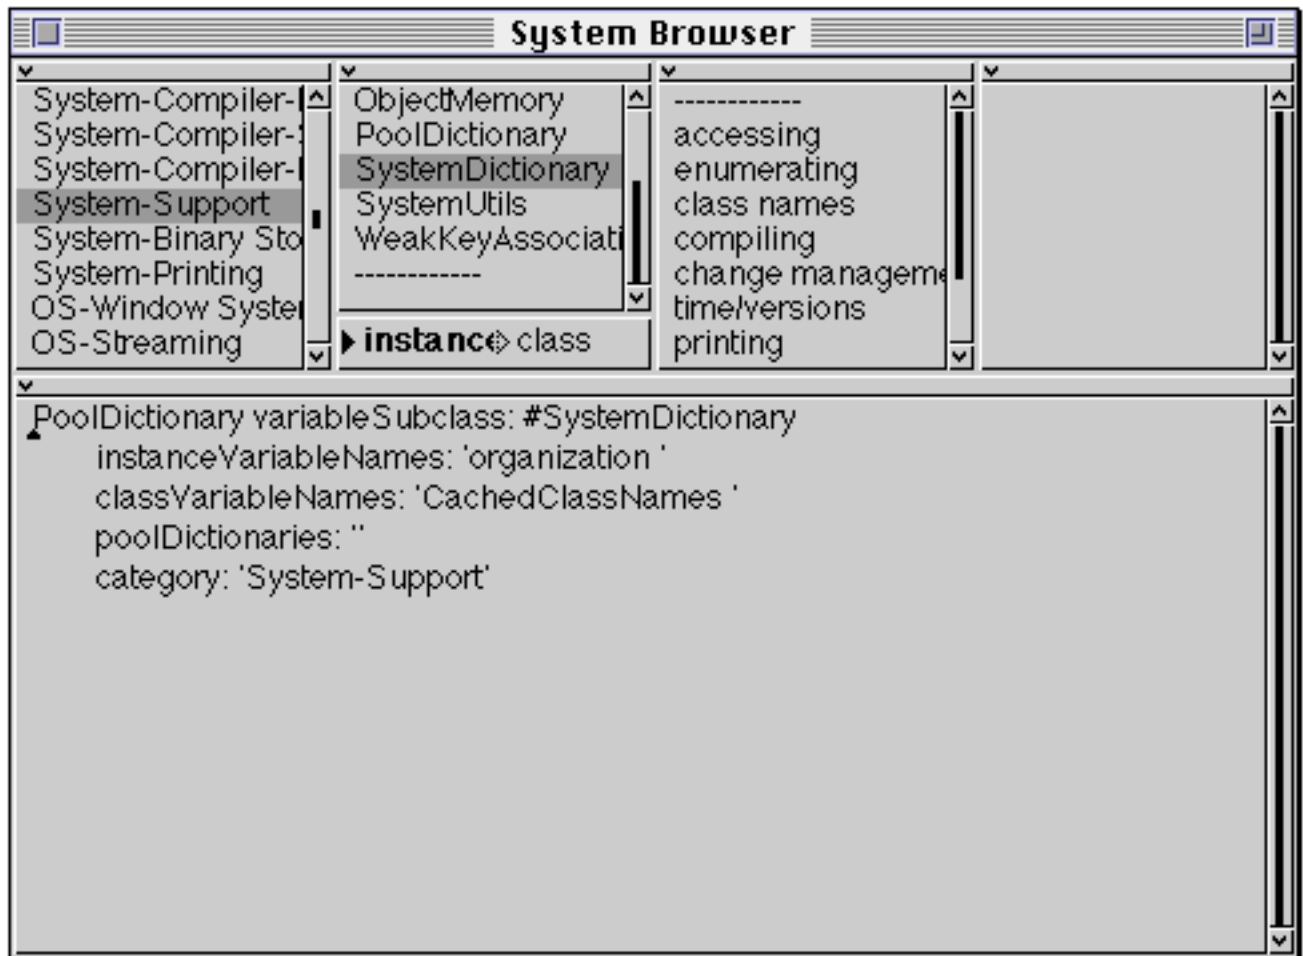 System Browser
System-Compiler-
System-Compiler-
System-Compiler-
System-Support
System-Binary Sto
System-Printing
OS-Window System
OS-Streaming
ObjectMemory
PoolDictionary
SystemDictionary
SystemUtils
WeakKeyAssociati
------------
instance class
------------
accessing
enumerating
class names
compiling
change manageme
time/versions
printing
PoolDictionary variableSubclass: #SystemDictionary
instanceVariableNames: 'organization '
classVariableNames: 'CachedClassNames '
poolDictionaries: ''
category: 'System-Support'